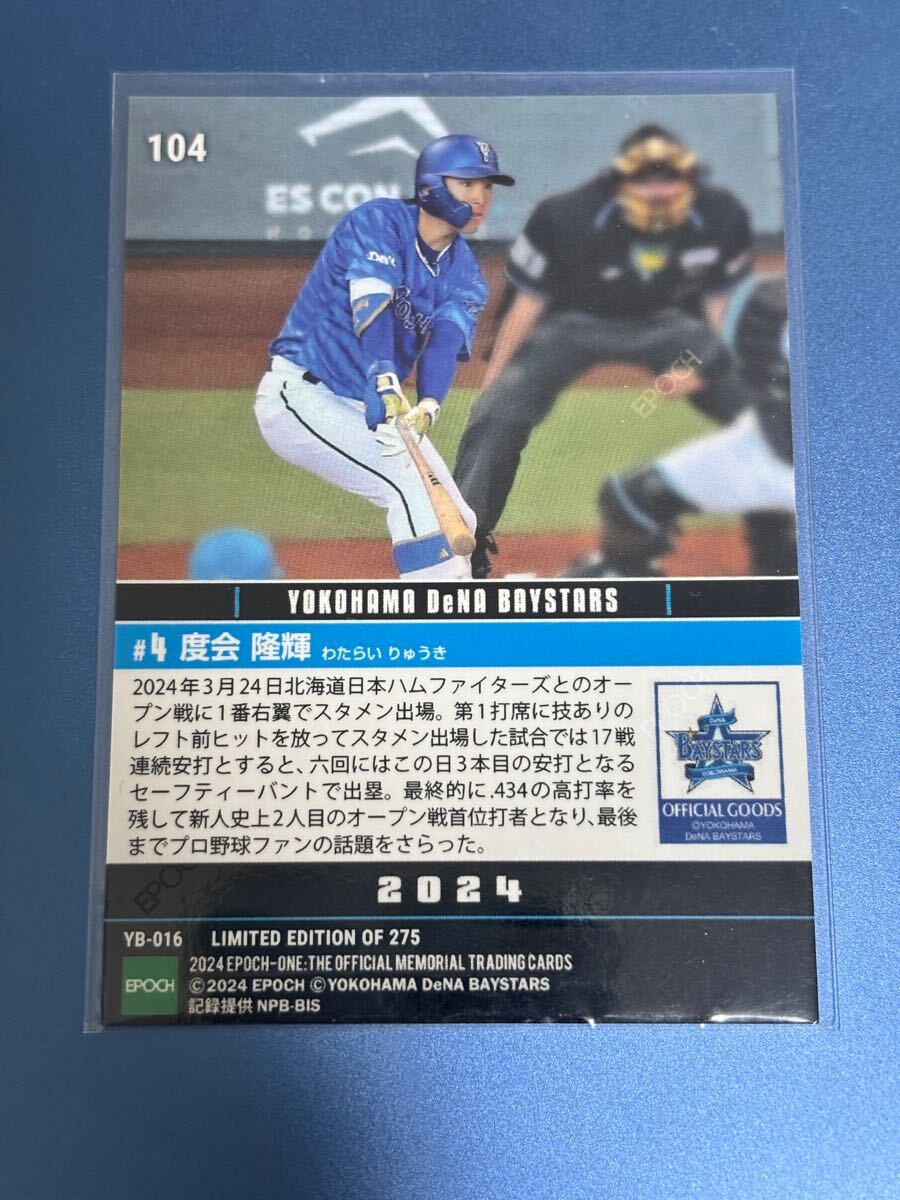 104
ES CON
DeNA
EPOCH
YOKOHAMA DeNA BAYSTARS
#4 度会 隆輝 わたらい りゅうき
2024年3月24日北海道日本ハムファイターズとのオー
プン戦に1番右翼でスタメン出場。第1打席に技ありの
レフト前ヒットを放ってスタメン出場した試合では17戦
連続安打とすると、六回にはこの日3本目の安打となる
セーフティーバントで出塁。最終的に.434の高打率を
残して新人史上2人目のオープン戦首位打者となり、最後
までプロ野球ファンの話題をさらった。
DeNA
BAYSTARS
YOKOHAMA
OFFICIAL GOODS
©YOKOHAMA
DeNA BAYSTARS
EPOCH
EPOCH
2024
YB-016 LIMITED EDITION OF 275
EPOCH
2024 EPOCH-ONE:THE OFFICIAL MEMORIAL TRADING CARDS
©2024 EPOCH ©YOKOHAMA DeNA BAYSTARS
記録提供 NPB-BIS